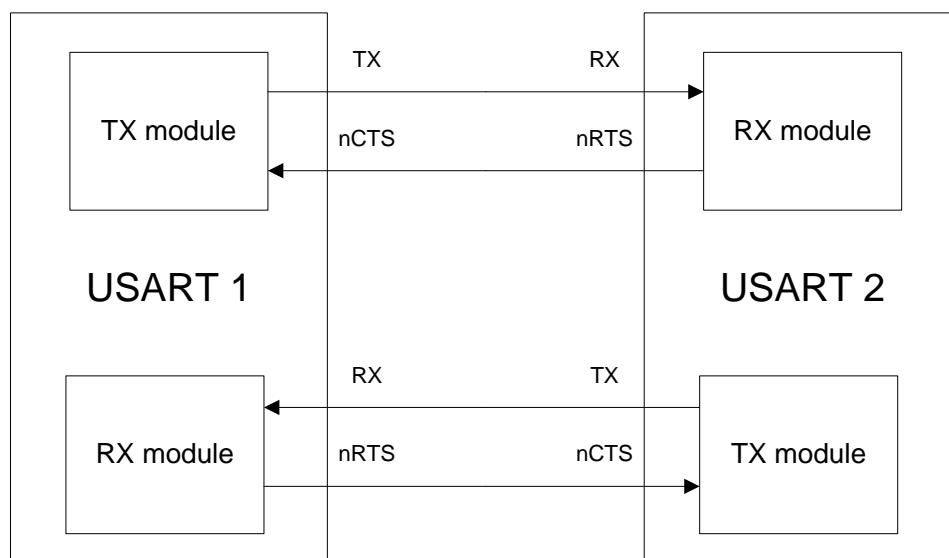 TX RX
TX module RX module
nCTS nRTS
USART 1 USART 2
RX TX
RX module TX module
nRTS nCTS